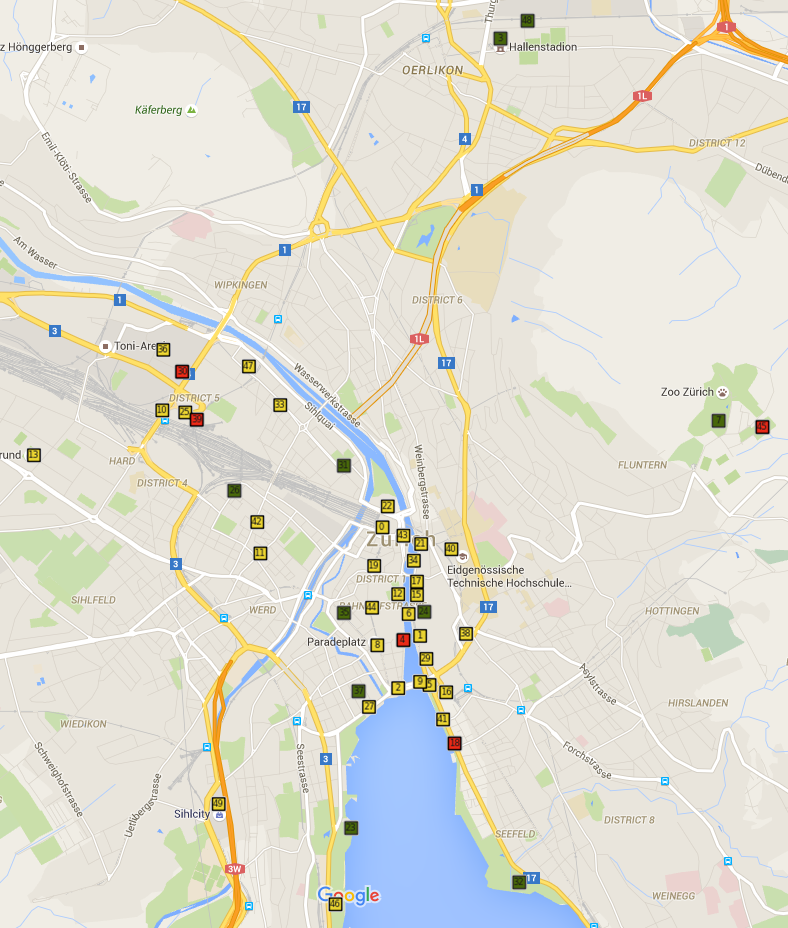 48
Thur
3
Hallenstadion
z Hönggerberg
1
OERLIKON
1L
Käferberg
17
4
DISTRICT 12
Emil-Klöti-Strasse
Dübend
1
Am Wasser
1
WIPKINGEN
DISTRICT 6
1
3
1L
Toni-Are
36
17
47
Wasserwerkstrasse
Zoo Zürich
DISTRICT 5
33
Sihlquai
10
25
7
45
13
rund
HARD
31
Weinbergstrasse
FLUNTERN
DISTRICT 4
26
22
42
0
43
Zürich
21
40
11
34
3
19
Eidgenössische
Technische Hochschule...
DISTRICT 1
17
12
15
SIHLFELD
44
BAHNHOFSTRAS
35
6
24
17
WERD
HOTTINGEN
Paradeplatz
8
4
1
38
29
Asylstrasse
37
2
9
5
16
27
HIRSLANDEN
41
WIEDIKON
18
Forchstrasse
3
Seestrasse
Schweighofstrasse
Uetlibergstrasse
49
Sihlcity
23
SEEFELD
DISTRICT 8
3W
32
17
Google
46
WEINEGG